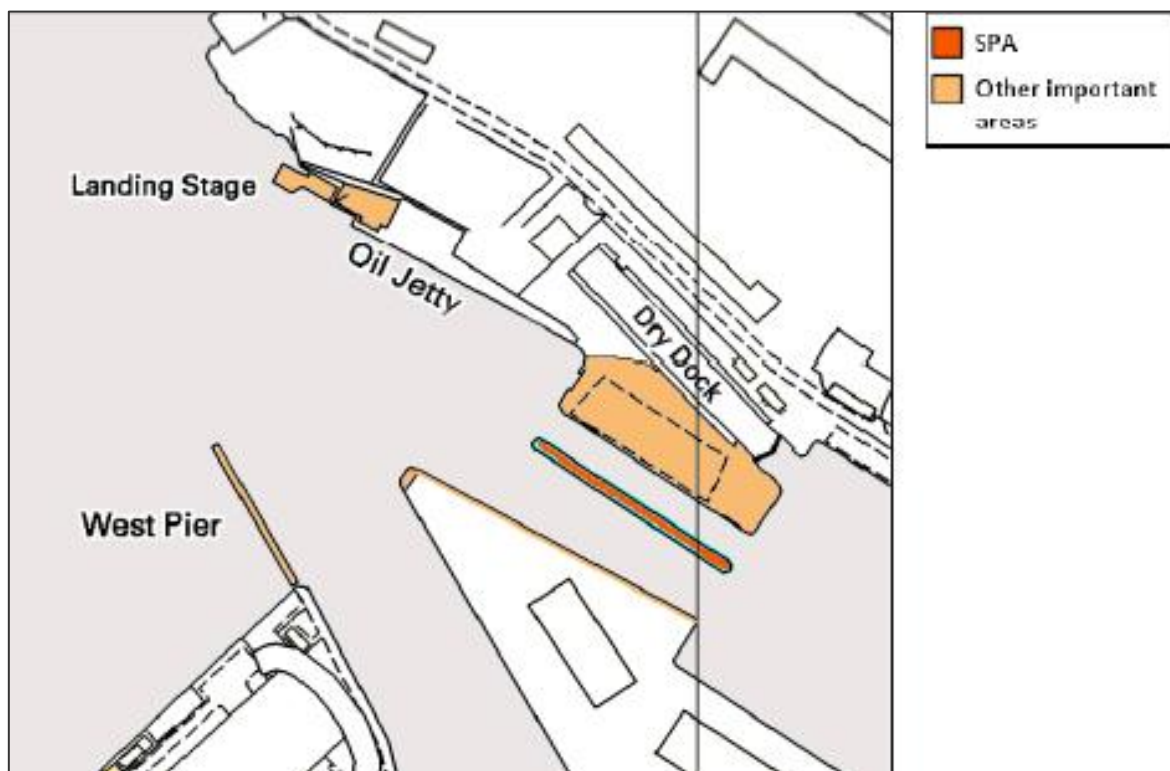 SPA
Other important
areas
Landing Stage
Oil Jetty
Dry Dock
West Pier